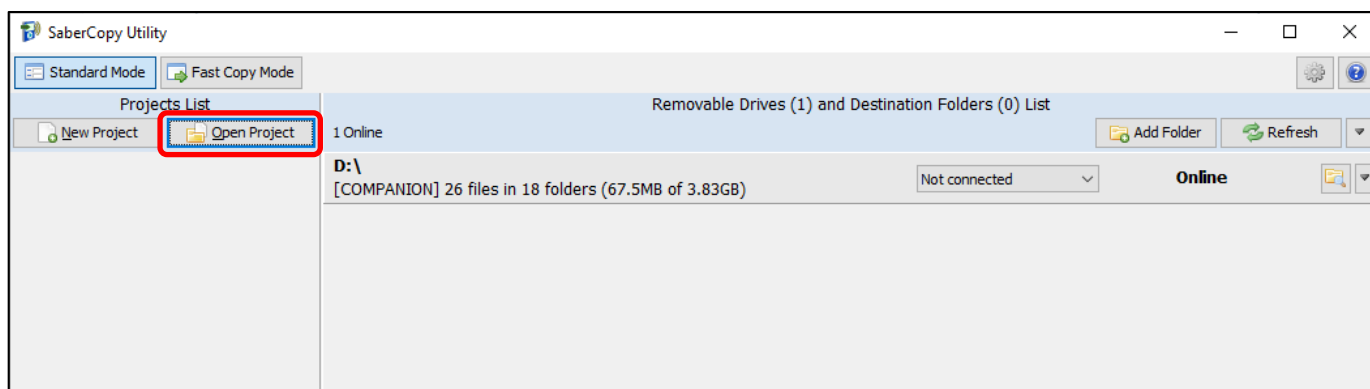 SaberCopy Utility
Standard Mode Fast Copy Mode
Projects List
New Project Open Project
Removable Drives (1) and Destination Folders (0) List
1 Online Add Folder Refresh
D:\
[COMPANION] 26 files in 18 folders (67.5MB of 3.83GB)
Not connected Online